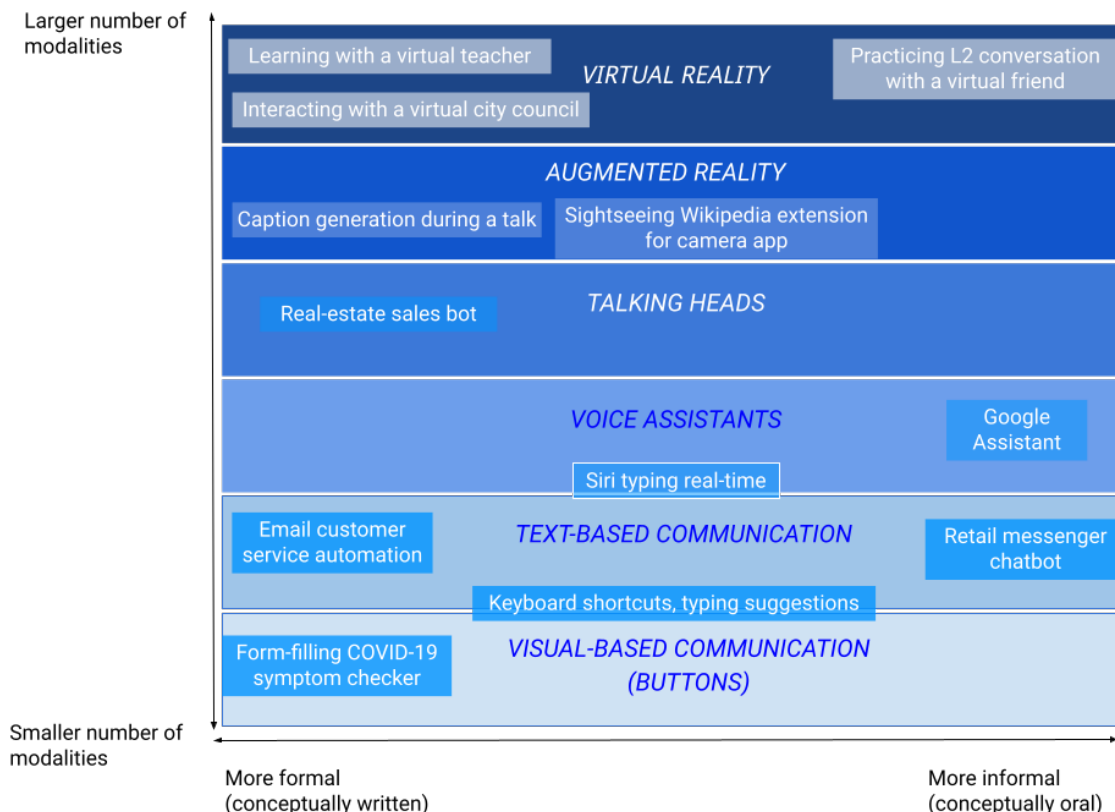 Larger number of
modalities
Learning with a virtual teacher
VIRTUAL REALITY
Practicing L2 conversation
with a virtual friend
Interacting with a virtual city council
AUGMENTED REALITY
Caption generation during a talk
Sightseeing Wikipedia extension
for camera app
Real-estate sales bot
TALKING HEADS
VOICE ASSISTANTS
Google
Assistant
Siri typing real-time
Email customer
service automation
TEXT-BASED COMMUNICATION
Retail messenger
chatbot
Keyboard shortcuts, typing suggestions
Form-filling COVID-19
symptom checker
VISUAL-BASED COMMUNICATION
(BUTTONS)
Smaller number of
modalities
More formal
(conceptually written)
More informal
(conceptually oral)